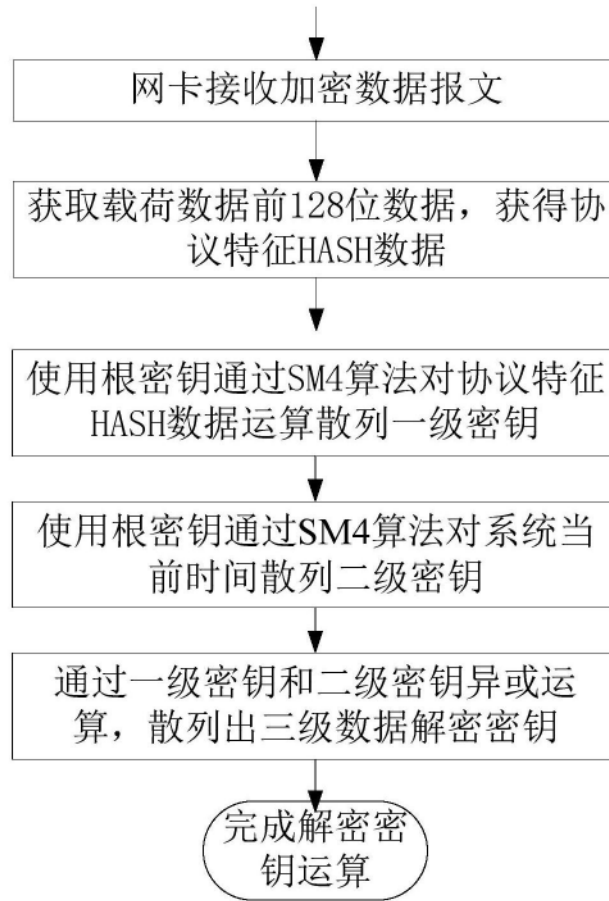 网卡接收加密数据报文
获取载荷数据前128位数据，获得协
议特征HASH数据
使用根密钥通过SM4算法对协议特征
HASH数据运算散列一级密钥
使用根密钥通过SM4算法对系统当
前时间散列二级密钥
通过一级密钥和二级密钥异或运
算，散列出三级数据解密密钥
完成解密密
钥运算